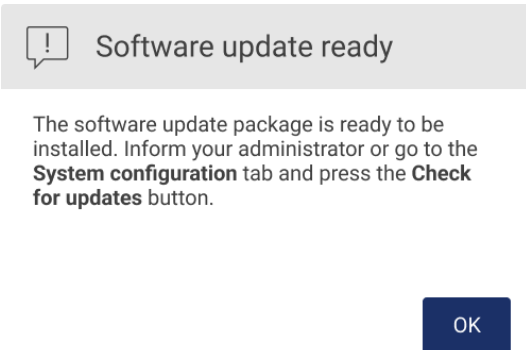 !
Software update ready
The software update package is ready to be
installed. Inform your administrator or go to the
System configuration tab and press the Check
for updates button.
OK